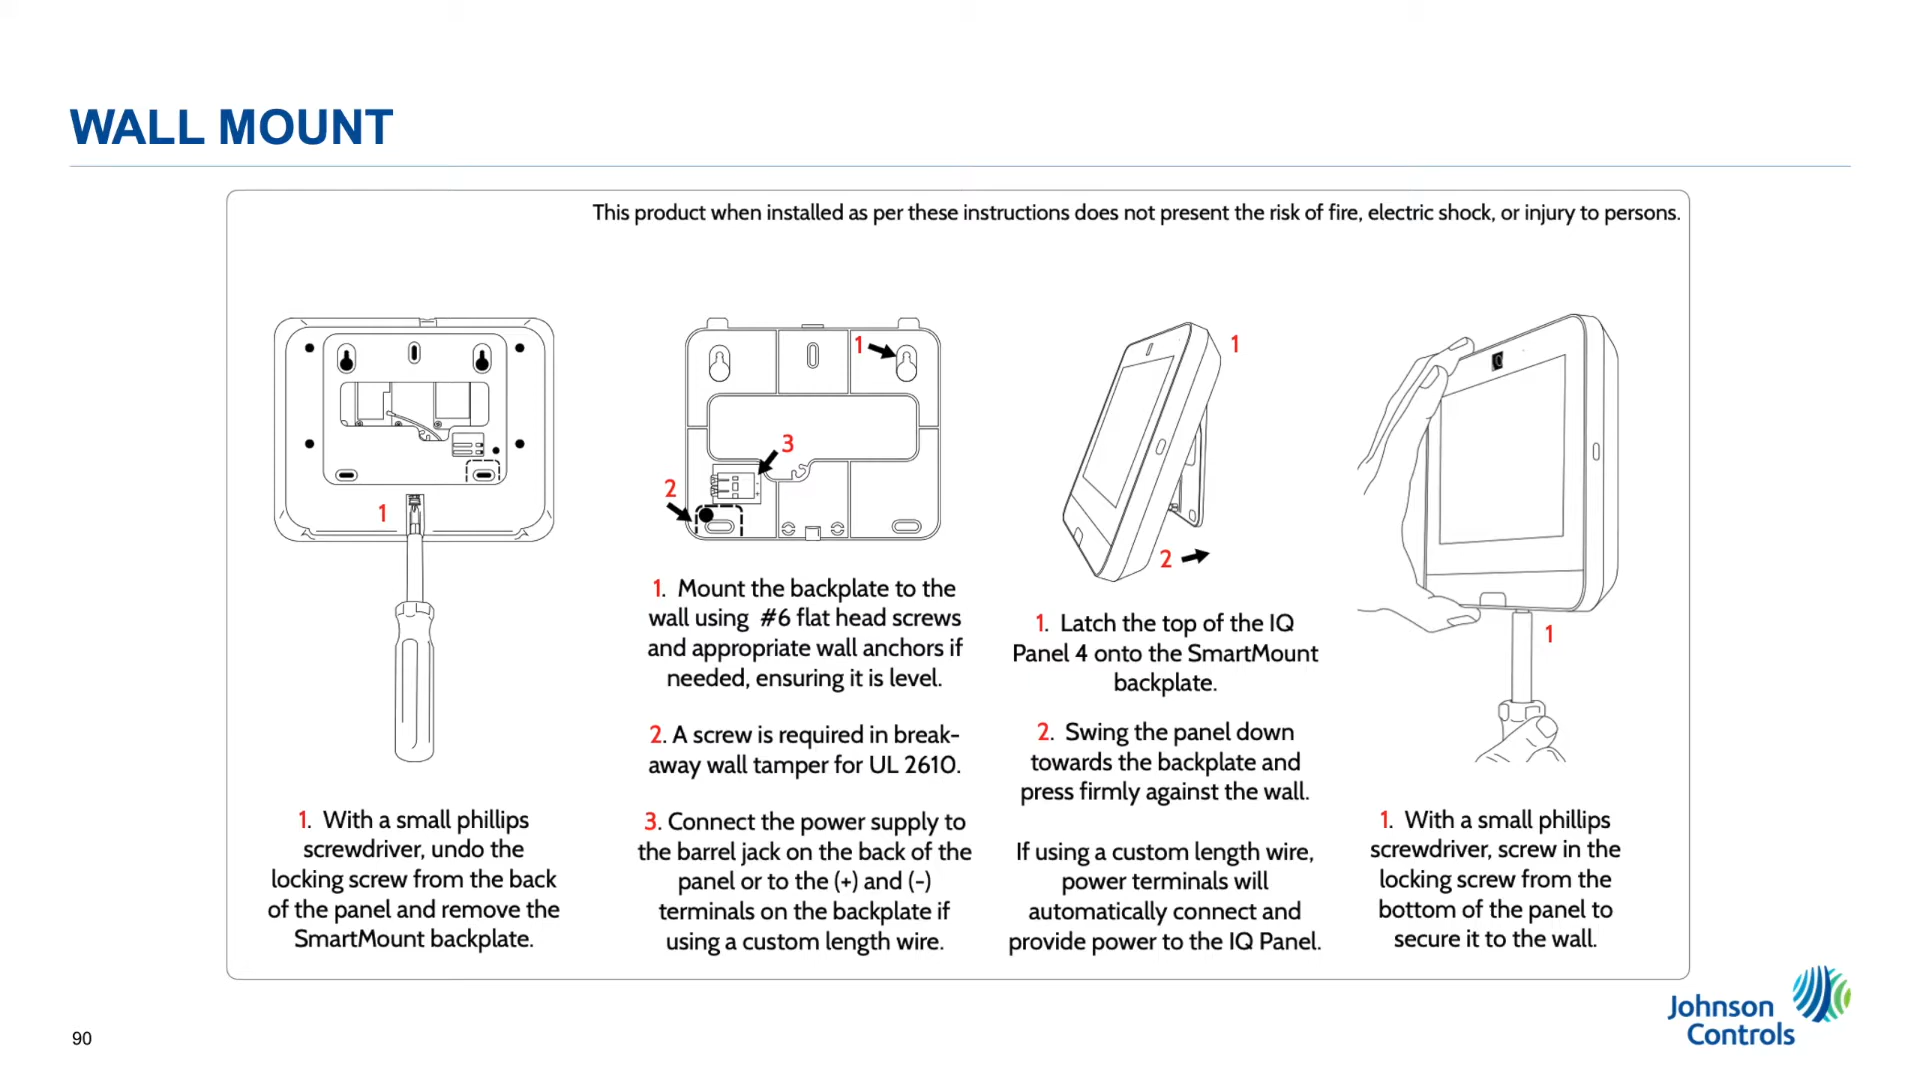 WALL MOUNT
This product when installed as per these instructions does not present the risk of fire, electric shock, or injury to persons.
1
1. With a small phillips
screwdriver, undo the
locking screw from the back
of the panel and remove the
SmartMount backplate.
1
3
2
- +
1. Mount the backplate to the
wall using #6 flat head screws
and appropriate wall anchors if
needed, ensuring it is level.
2. A screw is required in break-
away wall tamper for UL 2610.
3. Connect the power supply to
the barrel jack on the back of the
panel or to the (+) and (-)
terminals on the backplate if
using a custom length wire.
1
2
1. Latch the top of the IQ
Panel 4 onto the SmartMount
backplate.
2. Swing the panel down
towards the backplate and
press firmly against the wall.
If using a custom length wire,
power terminals will
automatically connect and
provide power to the IQ Panel.
1
1. With a small phillips
screwdriver, screw in the
locking screw from the
bottom of the panel to
secure it to the wall.
90
Johnson
Controls